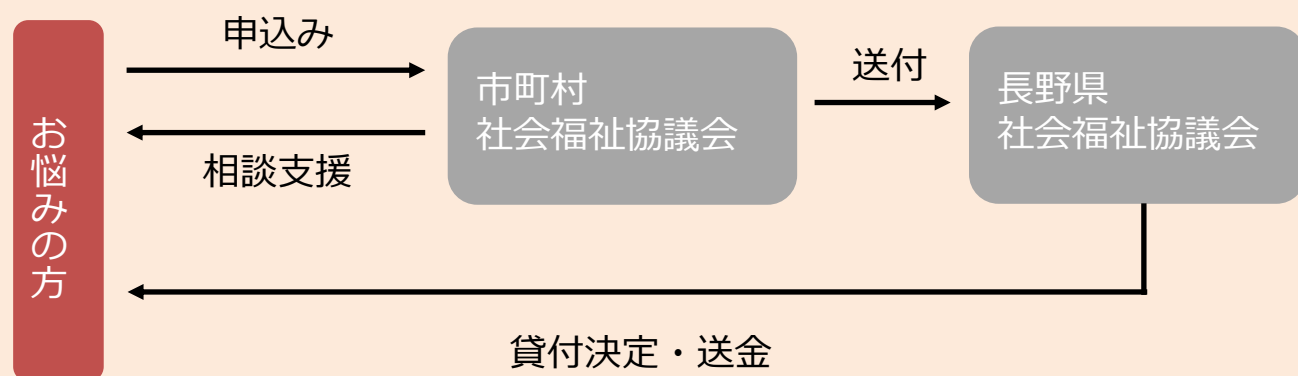 お悩みの方
申込み
相談支援
市町村
社会福祉協議会
送付
長野県
社会福祉協議会
貸付決定・送金